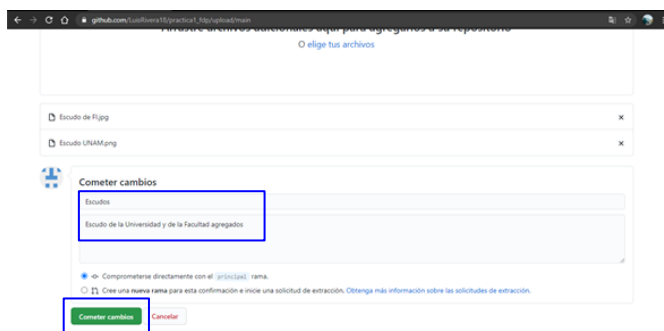 github.com/LuisRivera18/practica1_fdp/upload/main
Arrastre archivos adicionales aquí para agregarlos a su repositorio
O elige tus archivos
Escudo de FI.jpg
Escudo UNAM.png
Cometer cambios
Escudos
Escudo de la Universidad y de la Facultad agregados
Comprometerse directamente con el principal rama.
Cree una nueva rama para esta confirmación e inicie una solicitud de extracción. Obtenga más información sobre las solicitudes de extracción.
Cometer cambios Cancelar